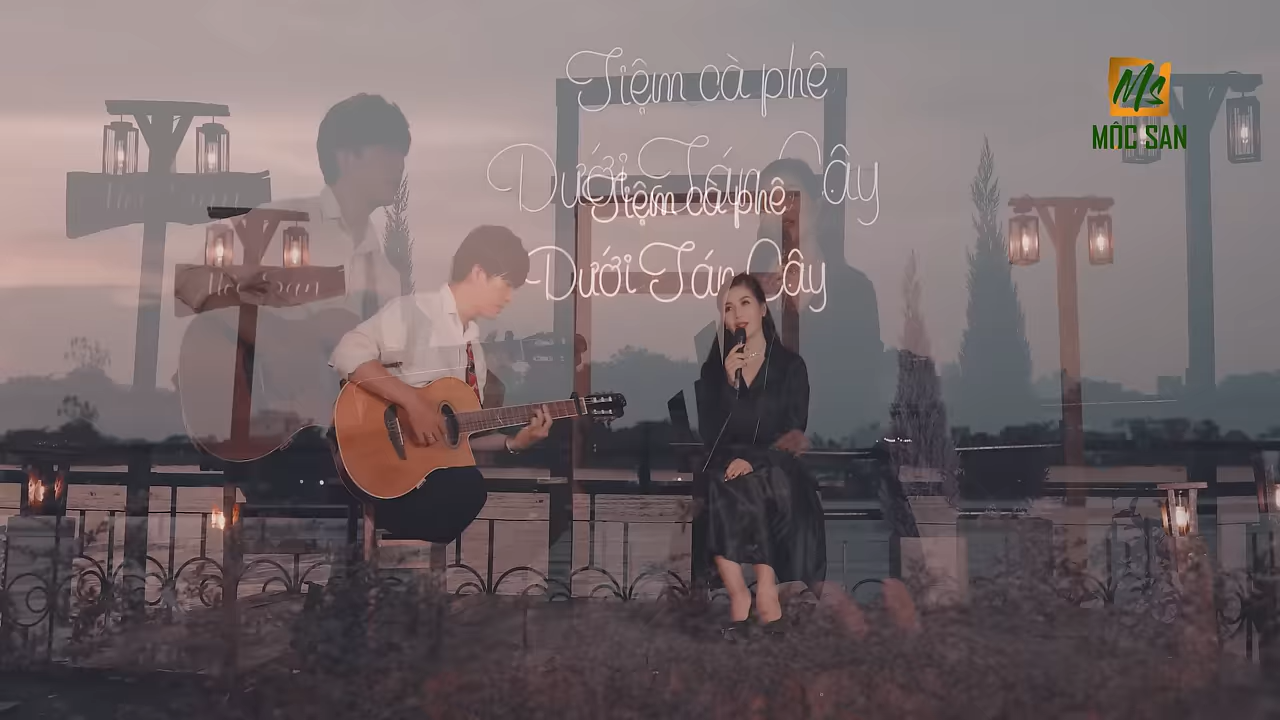 Tiệm cà phê
Dưới Tán Cây
Tiệm cà phê
Dưới Tán Cây
Ms
MỘC SAN